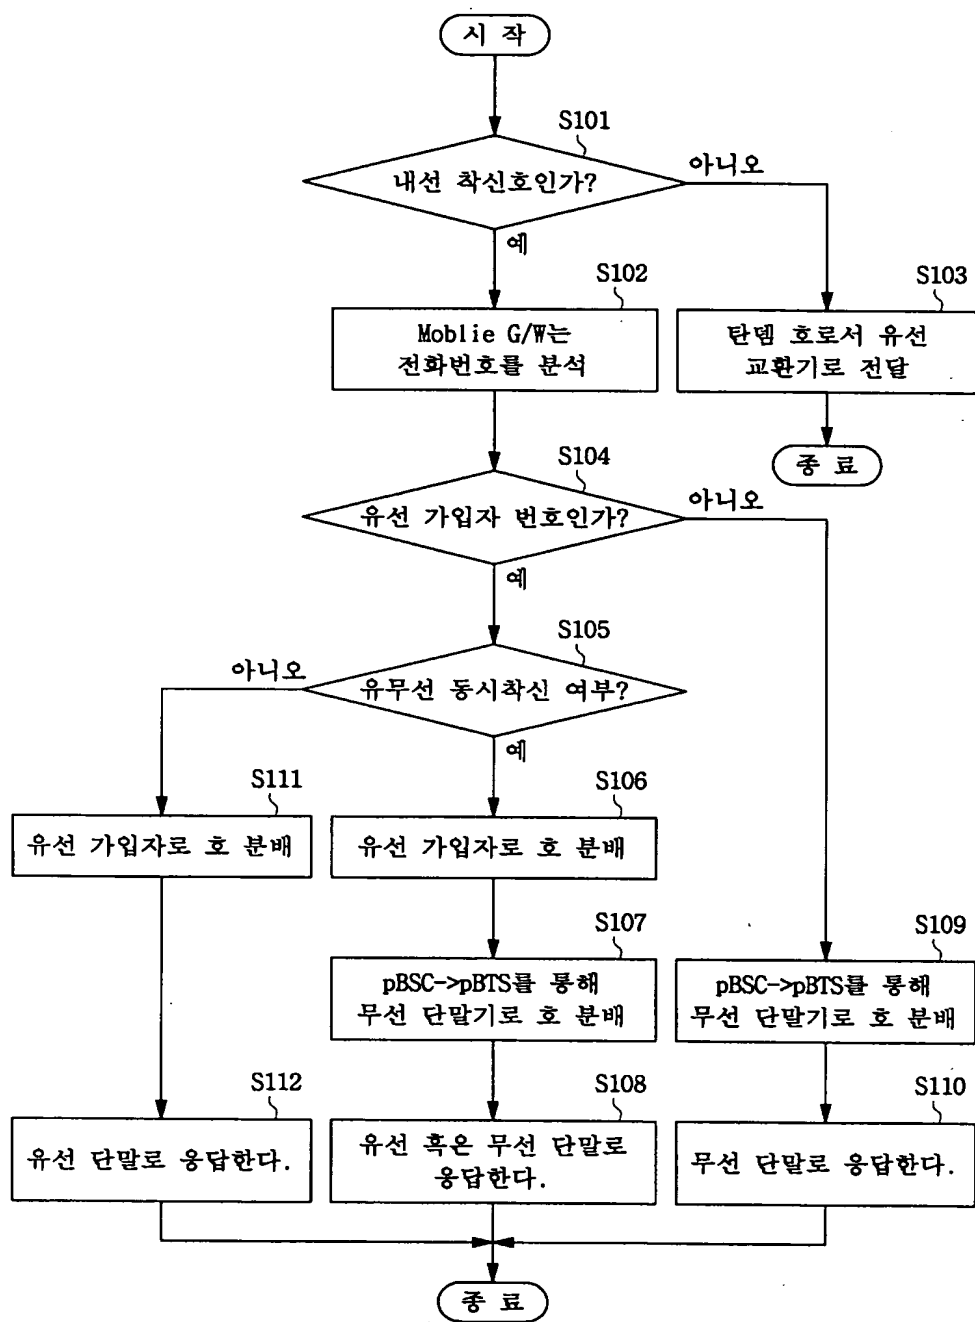 시 작
S101
내선 착신호인가?
아니오
예
S102
Moblie G/W는
전화번호를 분석
S103
탄뎀 호로서 유선
교환기로 전달
종 료
S104
유선 가입자 번호인가?
아니오
예
S105
유무선 동시착신 여부?
아니오
예
S111
유선 가입자로 호 분배
S106
유선 가입자로 호 분배
S107
pBSC->pBTS를 통해
무선 단말기로 호 분배
S109
pBSC->pBTS를 통해
무선 단말기로 호 분배
S112
유선 단말로 응답한다.
S108
유선 혹은 무선 단말로
응답한다.
S110
무선 단말로 응답한다.
종 료